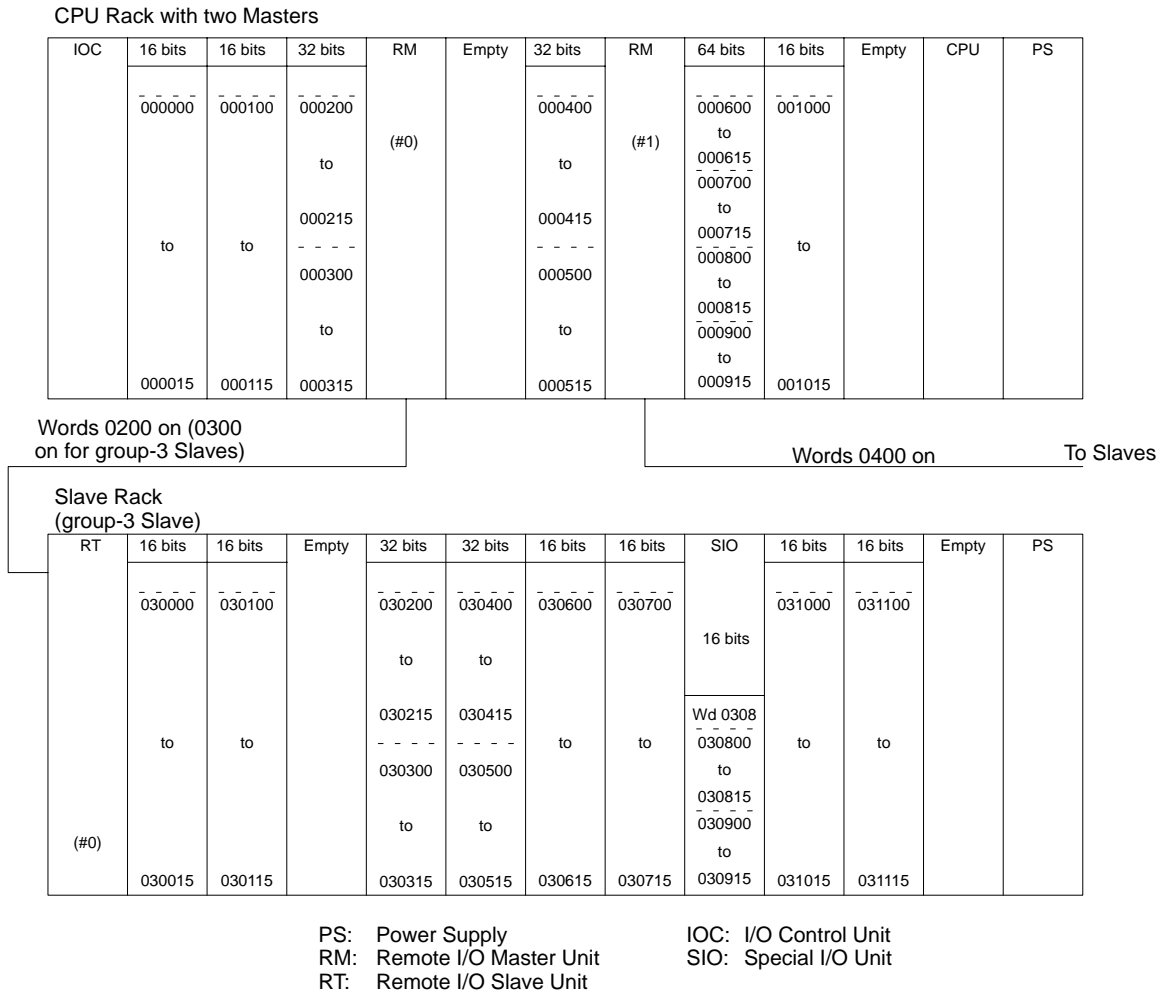 CPU Rack with two Masters
IOC 16 bits 16 bits 32 bits RM Empty 32 bits RM 64 bits 16 bits Empty CPU PS
000000 000100 000200 000400 000600 001000
(#0) (#1) to
to to 000615
000700
000215 000415 to
000715
to to to
000300 000500 000800
to
000815
to to 000900
to
000015 000115 000315 000515 000915 001015
Words 0200 on (0300
on for group-3 Slaves)
Words 0400 on To Slaves
Slave Rack
(group-3 Slave)
RT 16 bits 16 bits Empty 32 bits 32 bits 16 bits 16 bits SIO 16 bits 16 bits Empty PS
030000 030100 030200 030400 030600 030700 031000 031100
16 bits
to to
030215 030415 Wd 0308
to to to to 030800 to to
030300 030500 to
030815
to to 030900
(#0) to
030015 030115 030315 030515 030615 030715 030915 031015 031115
PS: Power Supply IOC: I/O Control Unit
RM: Remote I/O Master Unit SIO: Special I/O Unit
RT: Remote I/O Slave Unit